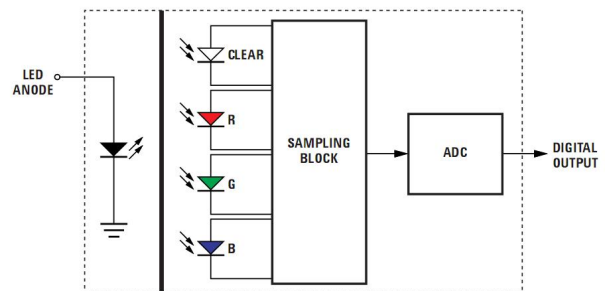 LED
ANODE
CLEAR
R
G
B
SAMPLING
BLOCK
ADC
DIGITAL
OUTPUT